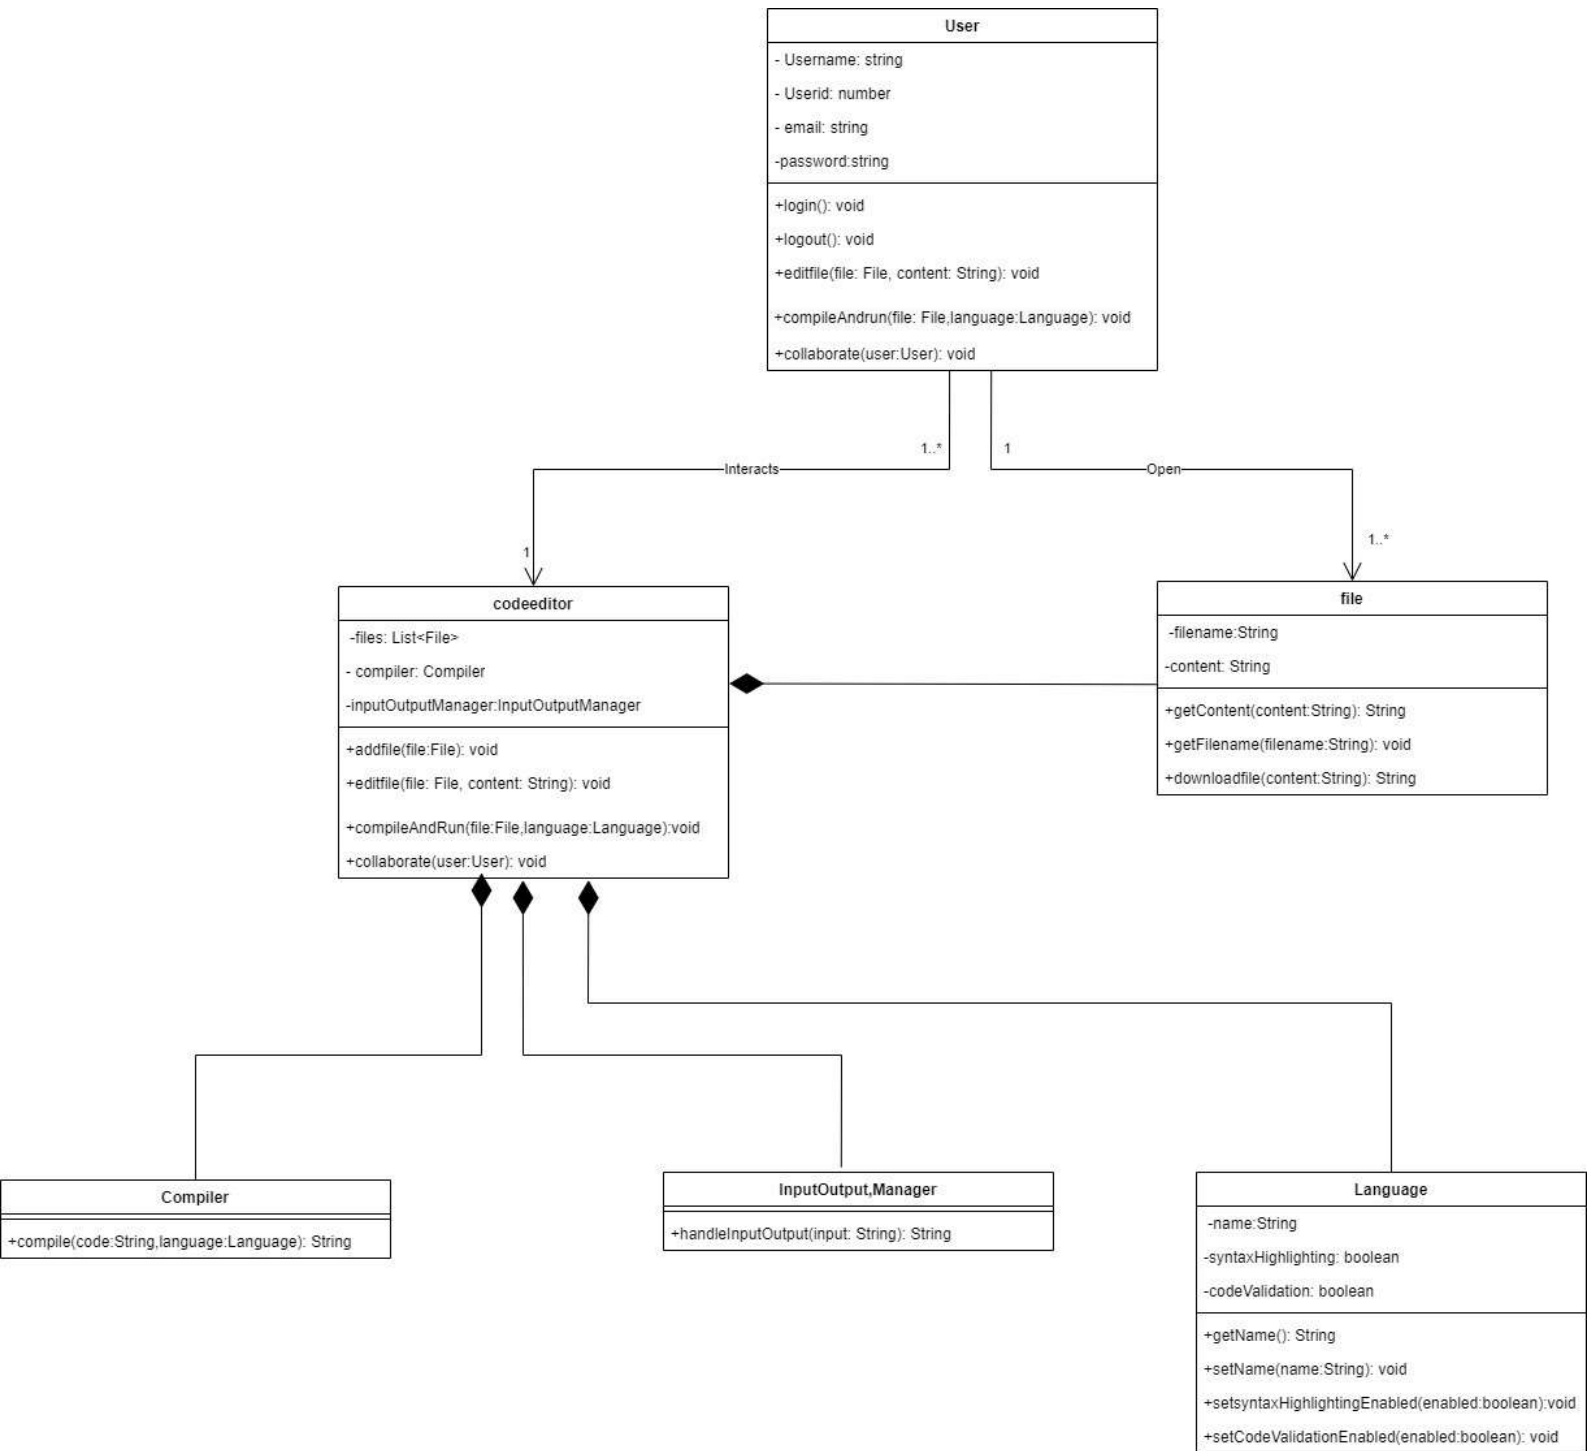 User
- Username: string
- Userid: number
- email: string
-password:string
+login(): void
+logout(): void
+editfile(file: File, content: String): void
+compileAndrun(file: File,language:Language): void
+collaborate(user:User): void
1..*
1
Interacts
Open
1
1..*
codeeditor
-files: List<File>
- compiler: Compiler
-inputOutputManager:InputOutputManager
+addfile(file:File): void
+editfile(file: File, content: String): void
+compileAndRun(file:File,language:Language):void
+collaborate(user:User): void
file
-filename:String
-content: String
+getContent(content:String): String
+getFilename(filename:String): void
+downloadfile(content:String): String
Compiler
+compile(code:String,language:Language): String
InputOutput,Manager
+handleInputOutput(input: String): String
Language
-name:String
-syntaxHighlighting: boolean
-codeValidation: boolean
+getName(): String
+setName(name:String): void
+setsyntaxHighlightingEnabled(enabled:boolean):void
+setCodeValidationEnabled(enabled:boolean): void